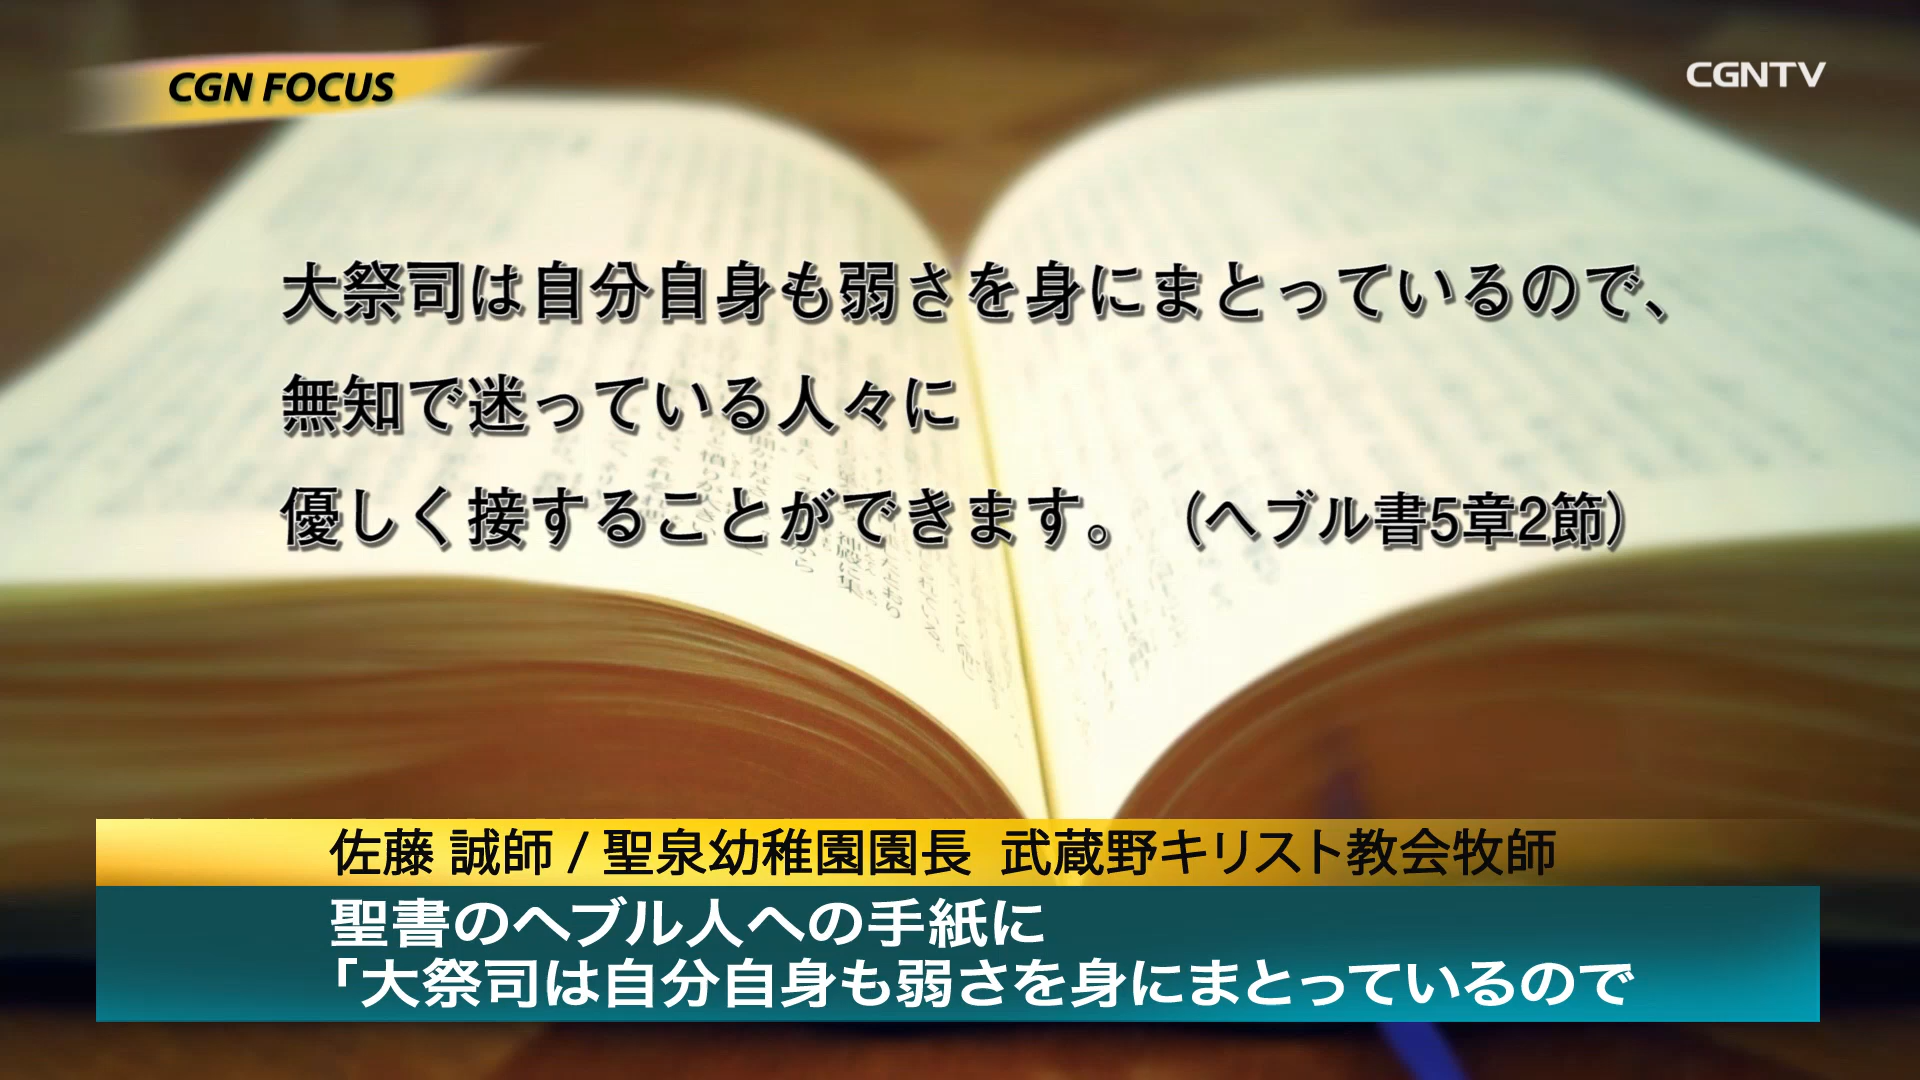 CGN FOCUS
CGNTV
大祭司は自分自身も弱さを身にまとっているので、
無知で迷っている人々に
優しく接することができます。（ヘブル書5章2節）
佐藤 誠師 / 聖泉幼稚園園長 武蔵野キリスト教会牧師
聖書のヘブル人への手紙に
「大祭司は自分自身も弱さを身にまとっているので